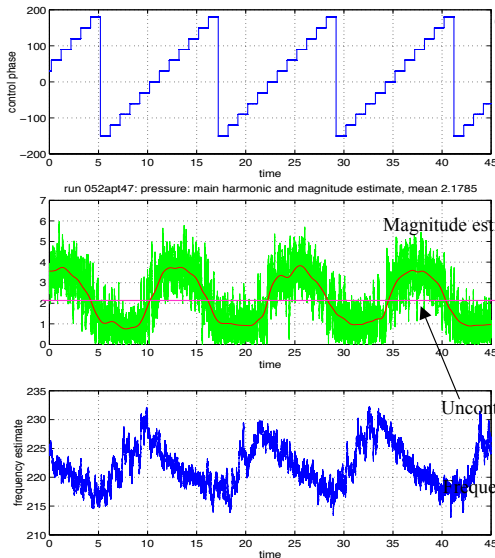 200
100
0
-100
-200
control phase
0 5 10 15 20 25 30 35 40 45
time
run 052apt47: pressure: main harmonic and magnitude estimate, mean 2.1785
7
6
5
4
3
2
1
0
Magnitude esti
0 5 10 15 20 25 30 35 40 45
time
Uncont
235
230
225
220
215
210
frequency estimate
Freque
0 5 10 15 20 25 30 35 40 45
time